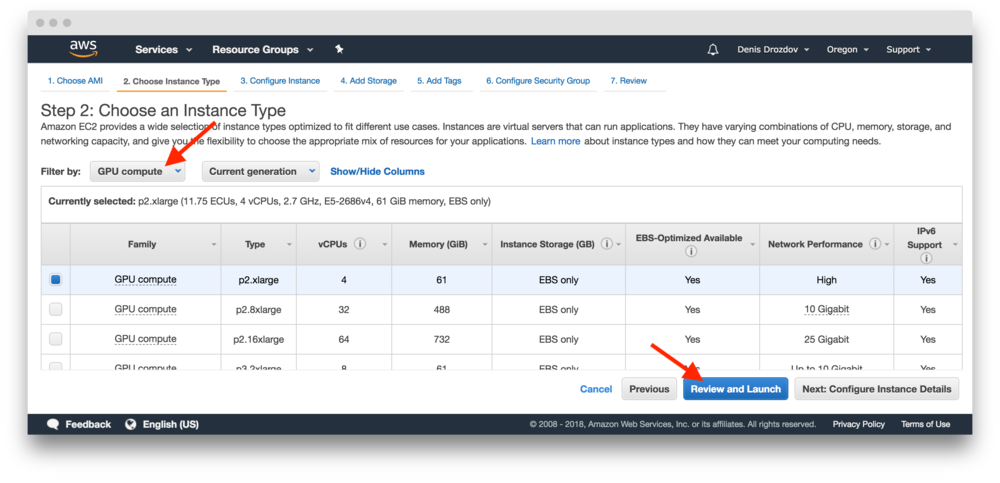 aws
Services
Resource Groups
Denis Drozdov
Oregon
Support
1. Choose AMI
2. Choose Instance Type
3. Configure Instance
4. Add Storage
5. Add Tags
6. Configure Security Group
7. Review
Step 2: Choose an Instance Type
Amazon EC2 provides a wide selection of instance types optimized to fit different use cases. Instances are virtual servers that can run applications. They have varying combinations of CPU, memory, storage, and
networking capacity, and give you the flexibility to choose the appropriate mix of resources for your applications. Learn more about instance types and how they can meet your computing needs.
Filter by:
GPU compute
Current generation
Show/Hide Columns
Currently selected: p2.xlarge (11.75 ECUs, 4 vCPUs, 2.7 GHz, E5-2686v4, 61 GiB memory, EBS only)
Family
Type
vCPUs
Memory (GiB)
Instance Storage (GB)
EBS-Optimized Available
Network Performance
IPv6
Support
GPU compute p2.xlarge 4 61 EBS only Yes High Yes
GPU compute p2.8xlarge 32 488 EBS only Yes 10 Gigabit Yes
GPU compute p2.16xlarge 64 732 EBS only Yes 25 Gigabit Yes
GPU compute p3.2xlarge 8 61 EBS only Yes Up to 10 Gigabit Yes
Cancel
Previous
Review and Launch
Next: Configure Instance Details
Feedback
English (US)
© 2008 - 2018, Amazon Web Services, Inc. or its affiliates. All rights reserved.
Privacy Policy
Terms of Use